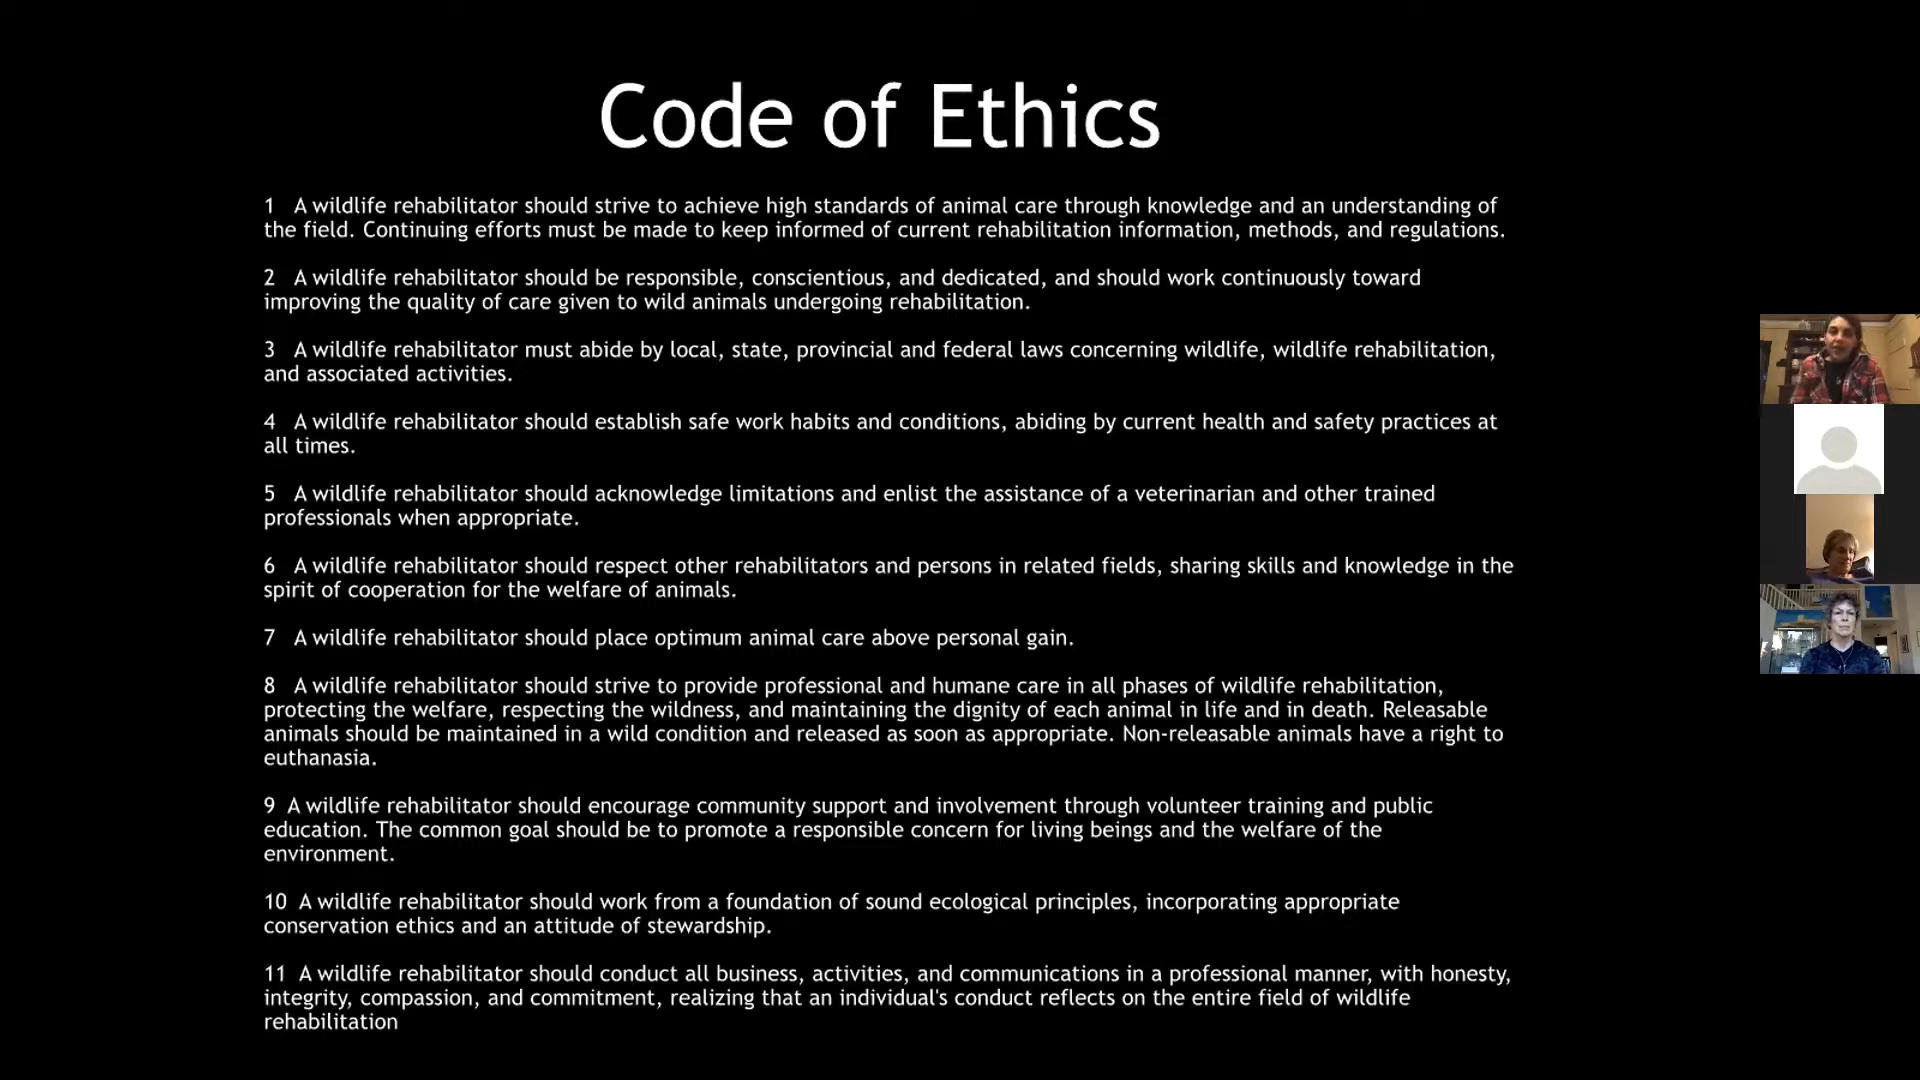 Code of Ethics
1 A wildlife rehabilitator should strive to achieve high standards of animal care through knowledge and an understanding of
the field. Continuing efforts must be made to keep informed of current rehabilitation information, methods, and regulations.
2 A wildlife rehabilitator should be responsible, conscientious, and dedicated, and should work continuously toward
improving the quality of care given to wild animals undergoing rehabilitation.
3 A wildlife rehabilitator must abide by local, state, provincial and federal laws concerning wildlife, wildlife rehabilitation,
and associated activities.
4 A wildlife rehabilitator should establish safe work habits and conditions, abiding by current health and safety practices at
all times.
5 A wildlife rehabilitator should acknowledge limitations and enlist the assistance of a veterinarian and other trained
professionals when appropriate.
6 A wildlife rehabilitator should respect other rehabilitators and persons in related fields, sharing skills and knowledge in the
spirit of cooperation for the welfare of animals.
7 A wildlife rehabilitator should place optimum animal care above personal gain.
8 A wildlife rehabilitator should strive to provide professional and humane care in all phases of wildlife rehabilitation,
protecting the welfare, respecting the wildness, and maintaining the dignity of each animal in life and in death. Releasable
animals should be maintained in a wild condition and released as soon as appropriate. Non-releasable animals have a right to
euthanasia.
9 A wildlife rehabilitator should encourage community support and involvement through volunteer training and public
education. The common goal should be to promote a responsible concern for living beings and the welfare of the
environment.
10 A wildlife rehabilitator should work from a foundation of sound ecological principles, incorporating appropriate
conservation ethics and an attitude of stewardship.
11 A wildlife rehabilitator should conduct all business, activities, and communications in a professional manner, with honesty,
integrity, compassion, and commitment, realizing that an individual's conduct reflects on the entire field of wildlife
rehabilitation